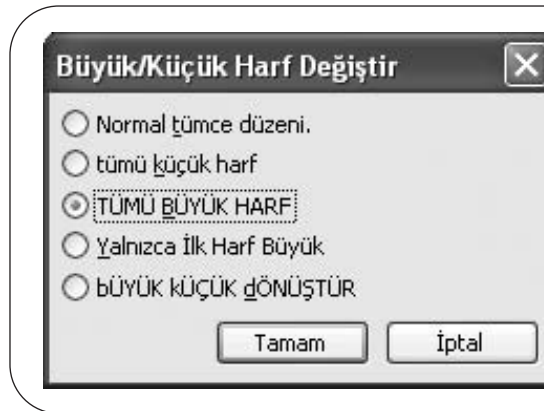 Büyük/Küçük Harf Değiştir
Normal tümce düzeni.
tümü küçük harf
TÜMÜ BÜYÜK HARF
Yalnızca İlk Harf Büyük
bÜYÜK kÜÇÜK dÖNÜŞTÜR
Tamam İptal